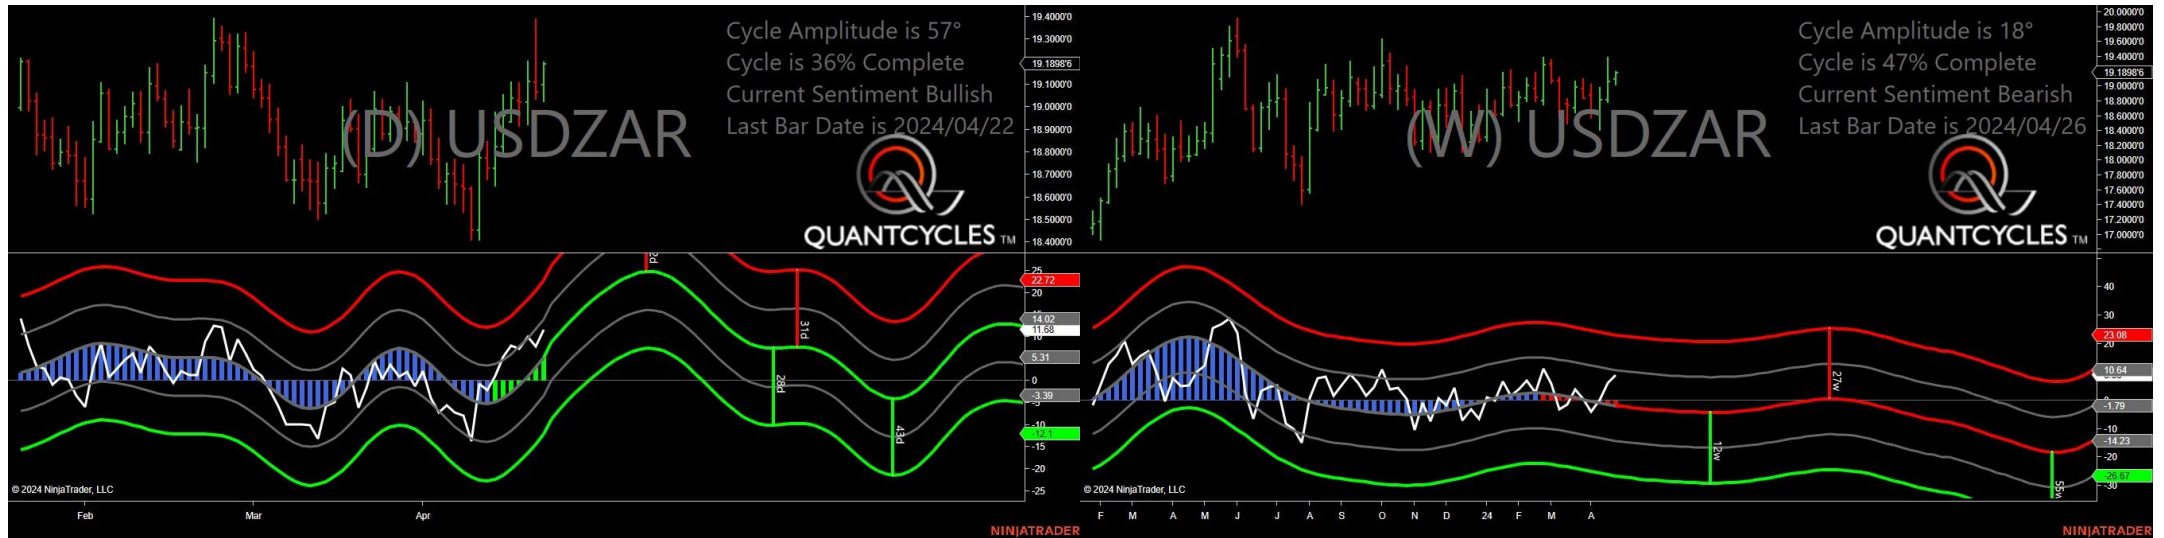 Cycle Amplitude is 57°
Cycle is 36% Complete
Current Sentiment Bullish
Last Bar Date is 2024/04/22
(D) USDZAR
QUANTCYCLES TM
19.4000'0
19.3000'0
19.1898'6
19.1000'0
19.0000'0
18.9000'0
18.8000'0
18.7000'0
18.6000'0
18.5000'0
18.4000'0
31d
28d
43d
25
22.72
20
14.02
11.68
10
5.31
0
-3.39
-10
-12.1
-15
-20
-25
© 2024 NinjaTrader, LLC
Feb Mar Apr
NINJATRADER
Cycle Amplitude is 18°
Cycle is 47% Complete
Current Sentiment Bearish
Last Bar Date is 2024/04/26
(W) USDZAR
QUANTCYCLES TM
20.0000'0
19.8000'0
19.6000'0
19.4000'0
19.1898'6
19.0000'0
18.8000'0
18.6000'0
18.4000'0
18.2000'0
18.0000'0
17.8000'0
17.6000'0
17.4000'0
17.2000'0
17.0000'0
27w
12w
55w
40
30
23.08
20
10.64
-1.79
-10
-14.23
-20
-26.67
-30
© 2024 NinjaTrader, LLC
F M A M J J A S O N D 24 F M A
NINJATRADER